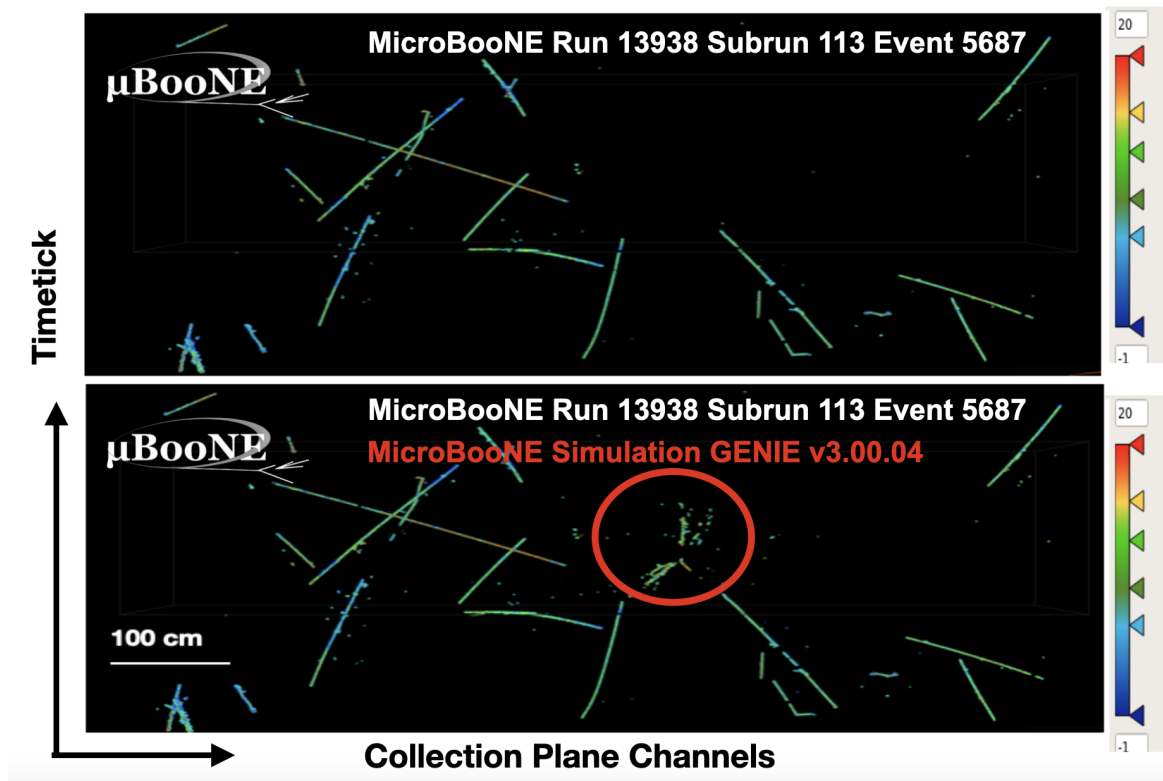 MicroBooNE Run 13938 Subrun 113 Event 5687
μBooNE
20
-1
Timetick
MicroBooNE Run 13938 Subrun 113 Event 5687
MicroBooNE Simulation GENIE v3.00.04
μBooNE
20
100 cm
-1
Collection Plane Channels